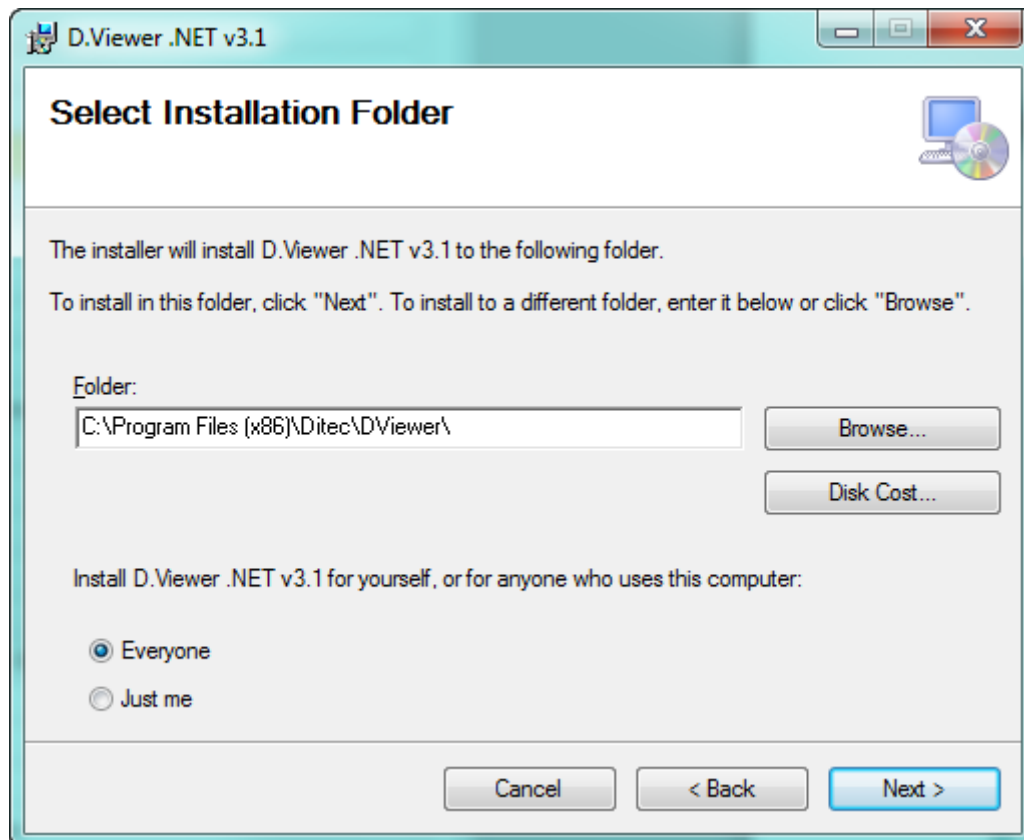 D.Viewer .NET v3.1
Select Installation Folder
The installer will install D.Viewer .NET v3.1 to the following folder.
To install in this folder, click "Next". To install to a different folder, enter it below or click "Browse".
Folder:
C:\Program Files (x86)\Ditec\DViewer\
Browse...
Disk Cost...
Install D.Viewer .NET v3.1 for yourself, or for anyone who uses this computer:
Everyone
Just me
Cancel
< Back
Next >